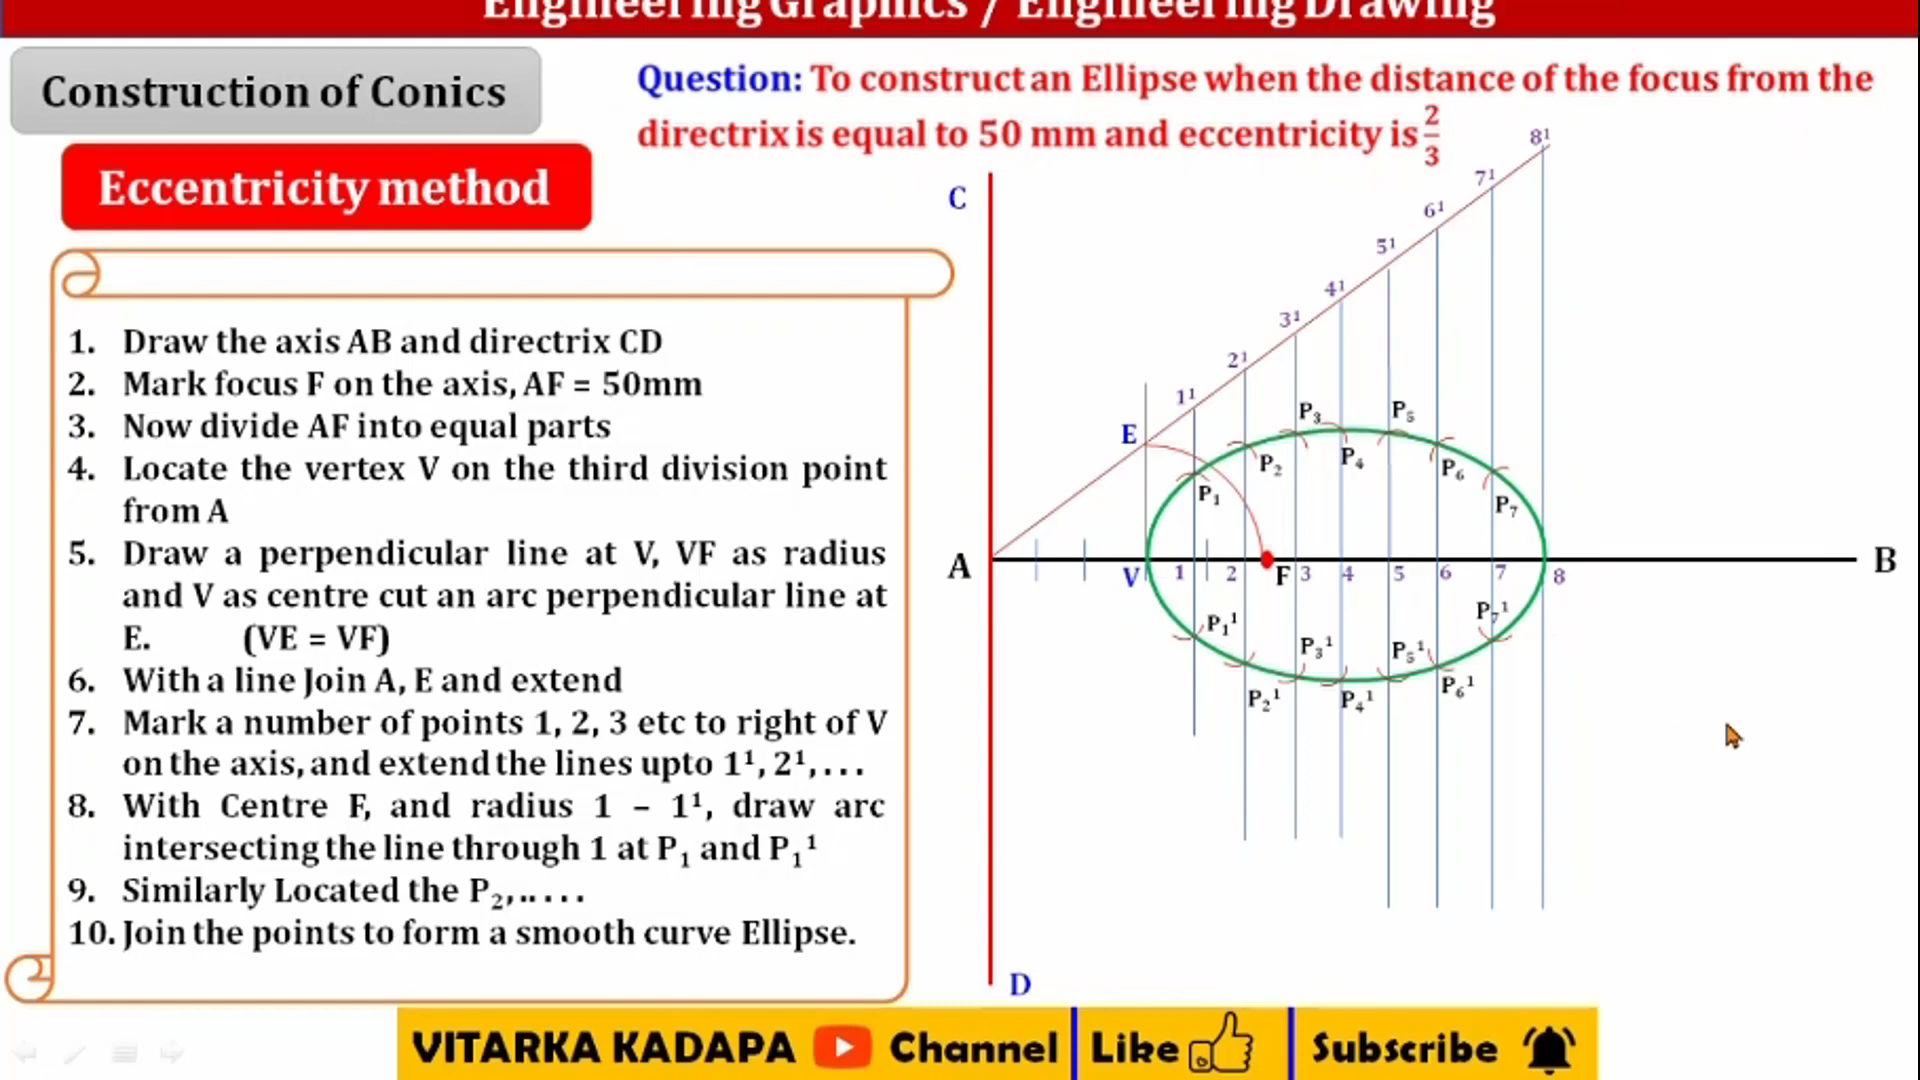 Engineering Graphics / Engineering Drawing
Construction of Conics
Eccentricity method
Question: To construct an Ellipse when the distance of the focus from the
directrix is equal to 50 mm and eccentricity is 2/3
1. Draw the axis AB and directrix CD
2. Mark focus F on the axis, AF = 50mm
3. Now divide AF into equal parts
4. Locate the vertex V on the third division point
from A
5. Draw a perpendicular line at V, VF as radius
and V as centre cut an arc perpendicular line at
E. (VE = VF)
6. With a line Join A, E and extend
7. Mark a number of points 1, 2, 3 etc to right of V
on the axis, and extend the lines upto 1¹, 2¹, . . .
8. With Centre F, and radius 1 – 1¹, draw arc
intersecting the line through 1 at P₁ and P₁¹
9. Similarly Located the P₂, .. . . .
10. Join the points to form a smooth curve Ellipse.
C
8¹
7¹
6¹
5¹
4¹
3¹
2¹
1¹
E
P₃ P₅
P₂ P₄ P₆
P₁ P₇
A V 1 2 F 3 4 5 6 7 8 B
P₁¹ P₇¹
P₃¹ P₅¹
P₂¹ P₄¹ P₆¹
D
VITARKA KADAPA Channel Like Subscribe